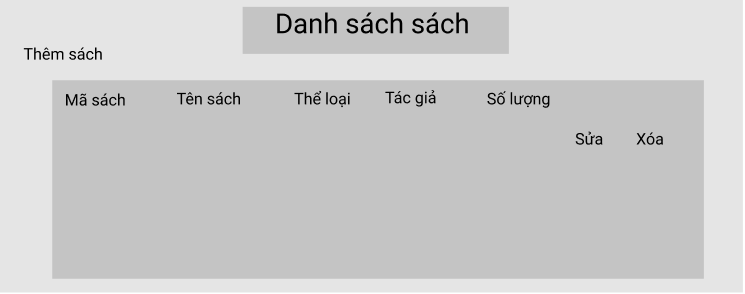 Danh sách sách
Thêm sách
Mã sách Tên sách Thể loại Tác giả Số lượng
Sửa Xóa